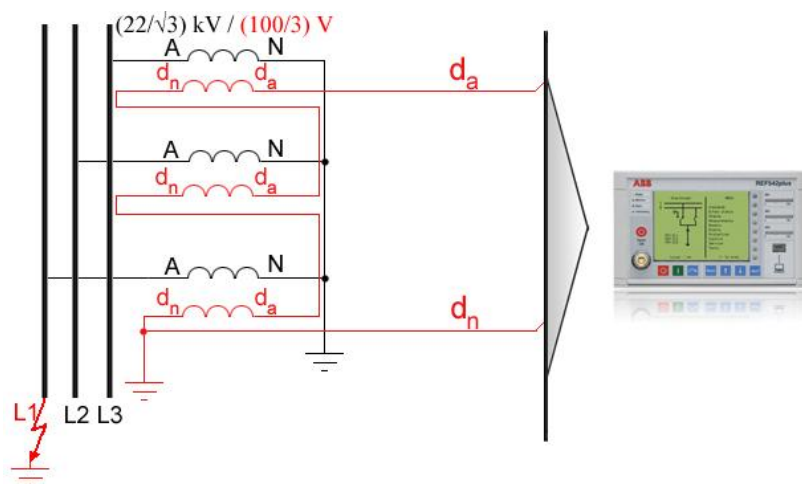 (22/√3) kV / (100/3) V
A N
dn da
da
A N
dn da
A N
dn da
dn
L1 L2 L3
ABB REF542plus